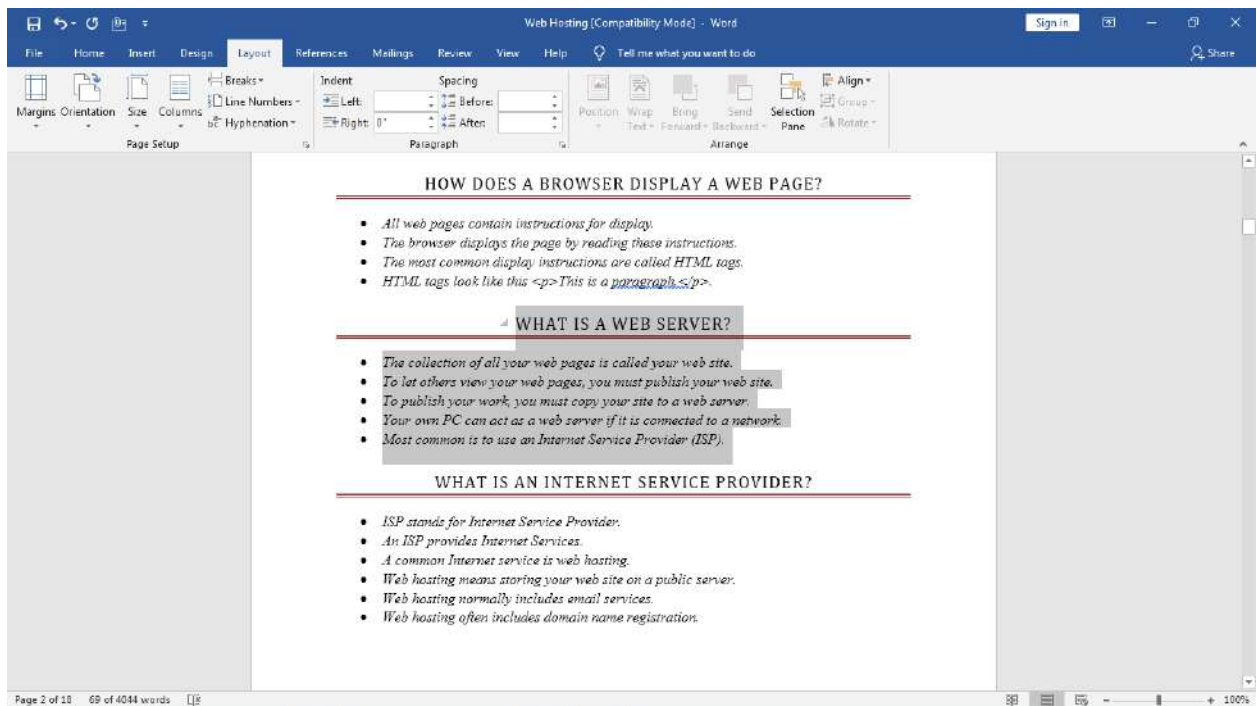 Web Hosting [Compatibility Mode] - Word
Sign in
File Home Insert Design Layout References Mailings Review View Help Tell me what you want to do Share
Margins Orientation Size Columns
Breaks
Line Numbers
Hyphenation
Page Setup
Indent Spacing
Left: Before:
Right: 0" After:
Paragraph
Position Wrap Text Bring Forward Send Backward Selection Pane
Align
Group
Rotate
Arrange
HOW DOES A BROWSER DISPLAY A WEB PAGE?
• All web pages contain instructions for display.
• The browser displays the page by reading these instructions.
• The most common display instructions are called HTML tags.
• HTML tags look like this <p>This is a paragraph.</p>.
WHAT IS A WEB SERVER?
• The collection of all your web pages is called your web site.
• To let others view your web pages, you must publish your web site.
• To publish your work, you must copy your site to a web server.
• Your own PC can act as a web server if it is connected to a network.
• Most common is to use an Internet Service Provider (ISP).
WHAT IS AN INTERNET SERVICE PROVIDER?
• ISP stands for Internet Service Provider.
• An ISP provides Internet Services.
• A common Internet service is web hosting.
• Web hosting means storing your web site on a public server.
• Web hosting normally includes email services.
• Web hosting often includes domain name registration.
Page 2 of 18 69 of 4044 words 100%